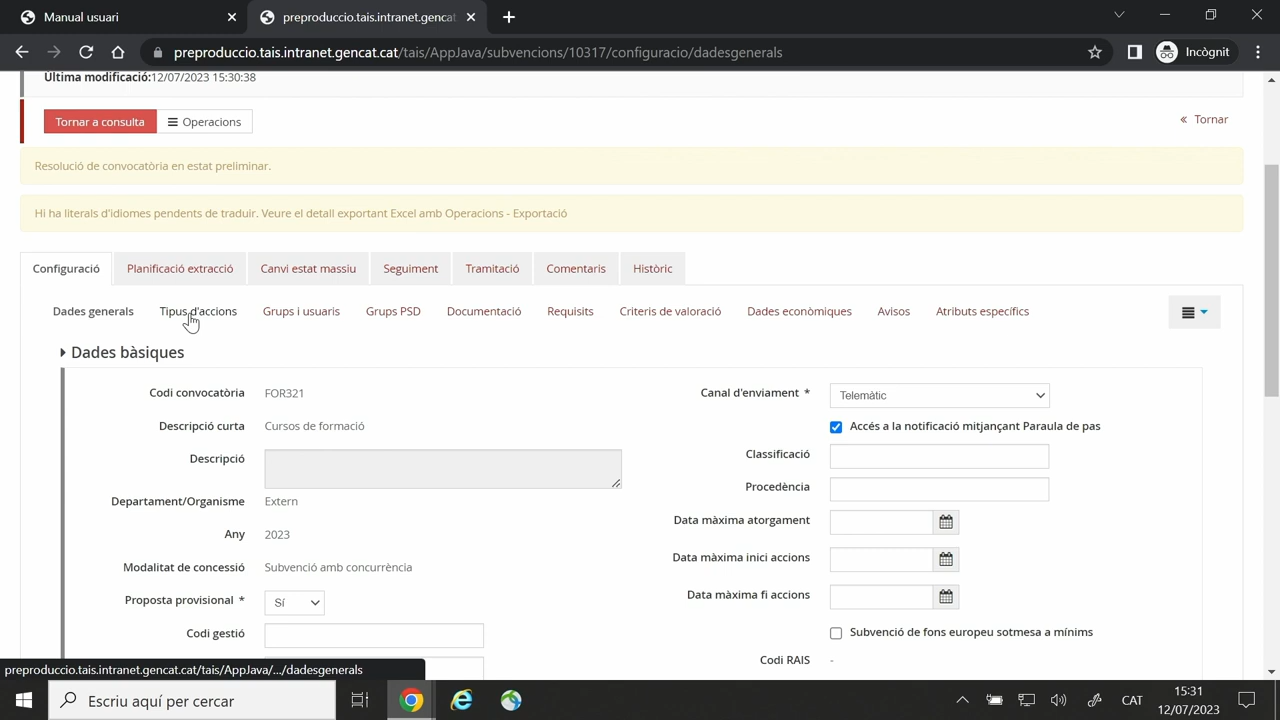 Manual usuari
preproduccio.tais.intranet.gencat
preproduccio.tais.intranet.gencat.cat/tais/AppJava/subvencions/10317/configuracio/dadesgenerals
Incògnit
Última modificació:12/07/2023 15:30:38
Tornar a consulta
Operacions
« Tornar
Resolució de convocatòria en estat preliminar.
Hi ha literals d'idiomes pendents de traduir. Veure el detall exportant Excel amb Operacions - Exportació
Configuració
Planificació extracció
Canvi estat massiu
Seguiment
Tramitació
Comentaris
Històric
Dades generals
Tipus d'accions
Grups i usuaris
Grups PSD
Documentació
Requisits
Criteris de valoració
Dades econòmiques
Avisos
Atributs específics
Dades bàsiques
Codi convocatòria FOR321
Descripció curta Cursos de formació
Descripció
Departament/Organisme Extern
Any 2023
Modalitat de concessió Subvenció amb concurrència
Proposta provisional * Sí
Codi gestió
Canal d'enviament * Telemàtic
Accés a la notificació mitjançant Paraula de pas
Classificació
Procedència
Data màxima atorgament
Data màxima inici accions
Data màxima fi accions
Subvenció de fons europeu sotmesa a mínims
Codi RAIS -
preproduccio.tais.intranet.gencat.cat/tais/AppJava/.../dadesgenerals
Escriu aquí per cercar
CAT
15:31
12/07/2023